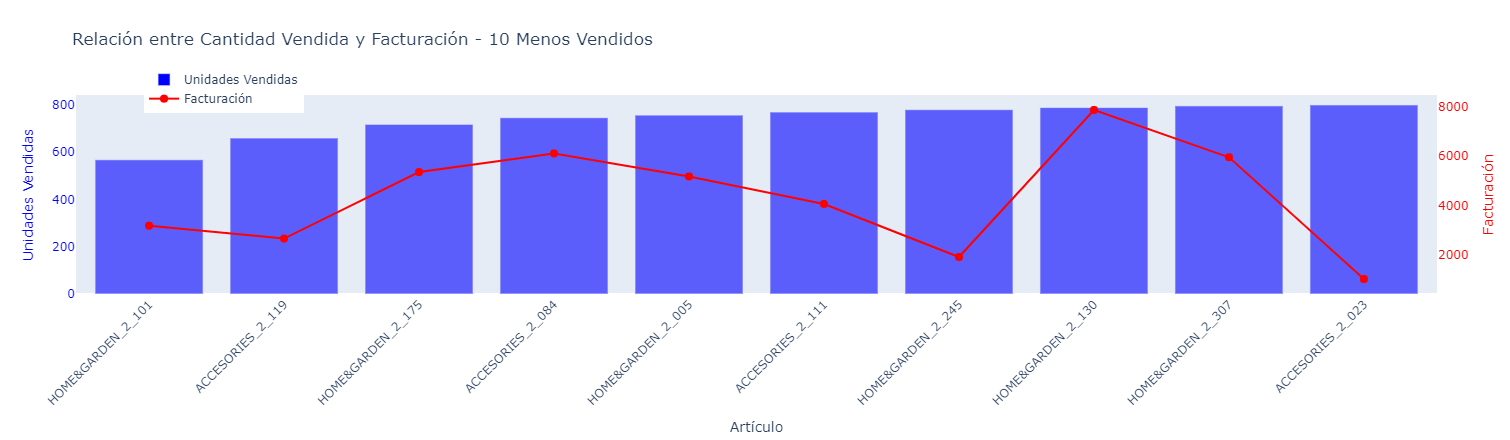 Relación entre Cantidad Vendida y Facturación - 10 Menos Vendidos
Unidades Vendidas
Facturación
Unidades Vendidas
800
600
400
200
0
8000
6000
4000
2000
Facturación
HOME&GARDEN_2_101
ACCESORIES_2_119
HOME&GARDEN_2_175
ACCESORIES_2_084
HOME&GARDEN_2_005
ACCESORIES_2_111
HOME&GARDEN_2_245
HOME&GARDEN_2_130
HOME&GARDEN_2_307
ACCESORIES_2_023
Artículo